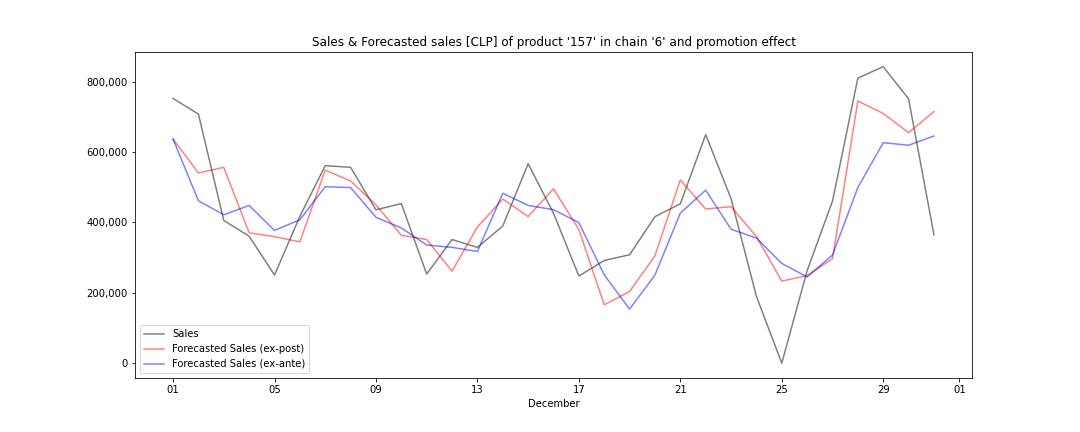 Sales & Forecasted sales [CLP] of product '157' in chain '6' and promotion effect
800,000
600,000
400,000
200,000
0
Sales
Forecasted Sales (ex-post)
Forecasted Sales (ex-ante)
01 05 09 13 17 21 25 29 01
December